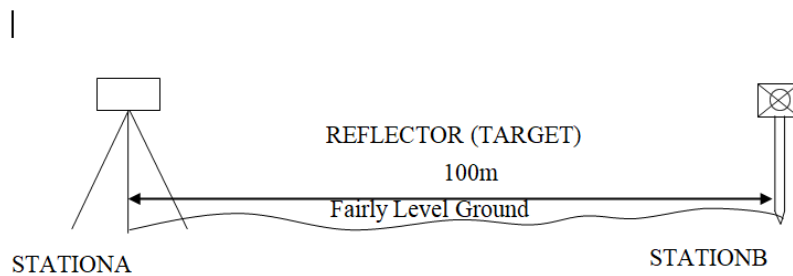 REFLECTOR (TARGET)
100m
Fairly Level Ground
STATIONA
STATIONB